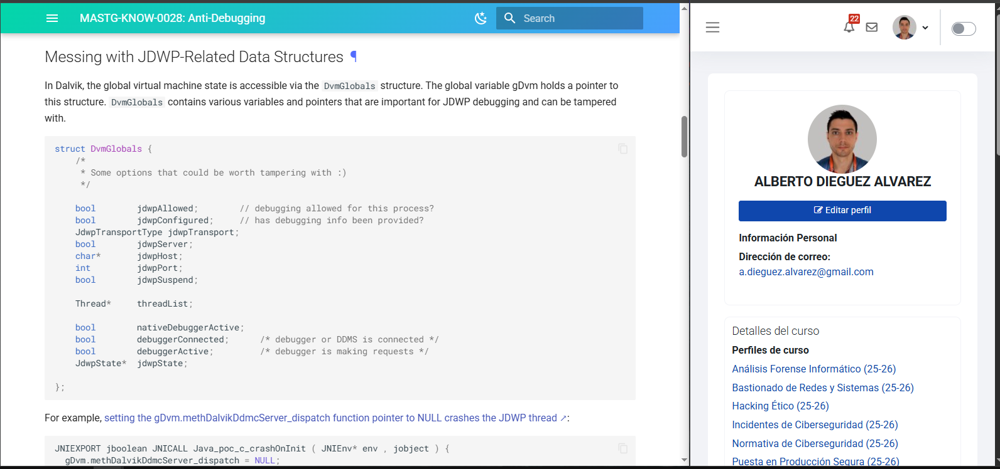 MASTG-KNOW-0028: Anti-Debugging
Search
Messing with JDWP-Related Data Structures ¶
In Dalvik, the global virtual machine state is accessible via the DvmGlobals structure. The global variable gDvm holds a pointer to
this structure. DvmGlobals contains various variables and pointers that are important for JDWP debugging and can be tampered
with.
struct DvmGlobals {
/*
* Some options that could be worth tampering with :)
*/
bool jdwpAllowed; // debugging allowed for this process?
bool jdwpConfigured; // has debugging info been provided?
JdwpTransportType jdwpTransport;
bool jdwpServer;
char* jdwpHost;
int jdwpPort;
bool jdwpSuspend;
Thread* threadList;
bool nativeDebuggerActive;
bool debuggerConnected; /* debugger or DDMS is connected */
bool debuggerActive; /* debugger is making requests */
JdwpState* jdwpState;
};
For example, setting the gDvm.methDalvikDdmcServer_dispatch function pointer to NULL crashes the JDWP thread ↗:
JNIEXPORT jboolean JNICALL Java_poc_c_crashOnInit ( JNIEnv* env , jobject ) {
gDvm.methDalvikDdmcServer_dispatch = NULL;
22
ALBERTO DIEGUEZ ALVAREZ
Editar perfil
Información Personal
Dirección de correo:
a.dieguez.alvarez@gmail.com
Detalles del curso
Perfiles de curso
Análisis Forense Informático (25-26)
Bastionado de Redes y Sistemas (25-26)
Hacking Ético (25-26)
Incidentes de Ciberseguridad (25-26)
Normativa de Ciberseguridad (25-26)
Puesta en Producción Segura (25-26)